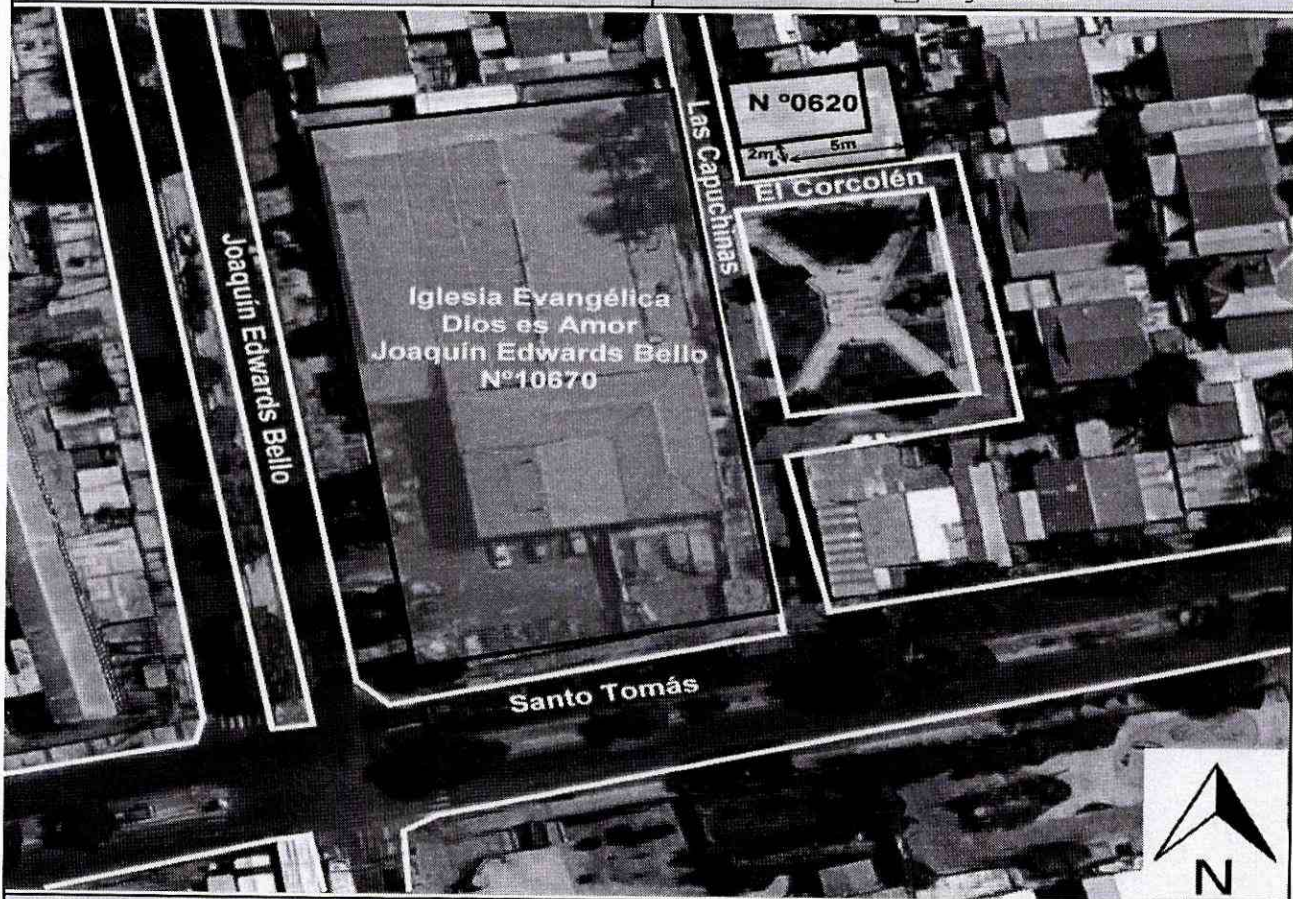 N º0620
2m 5m
El Corcolén
Las Capuchinas
Joaquín Edwards Bello
Iglesia Evangélica
Dios es Amor
Joaquín Edwards Bello
Nº10670
Santo Tomás
N